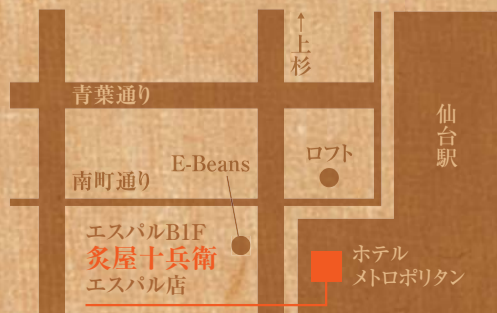 ↑上杉
青葉通り
仙台駅
ロフト
E-Beans
南町通り
エスパルB1F
炙屋十兵衛
エスパル店
ホテル
メトロポリタン